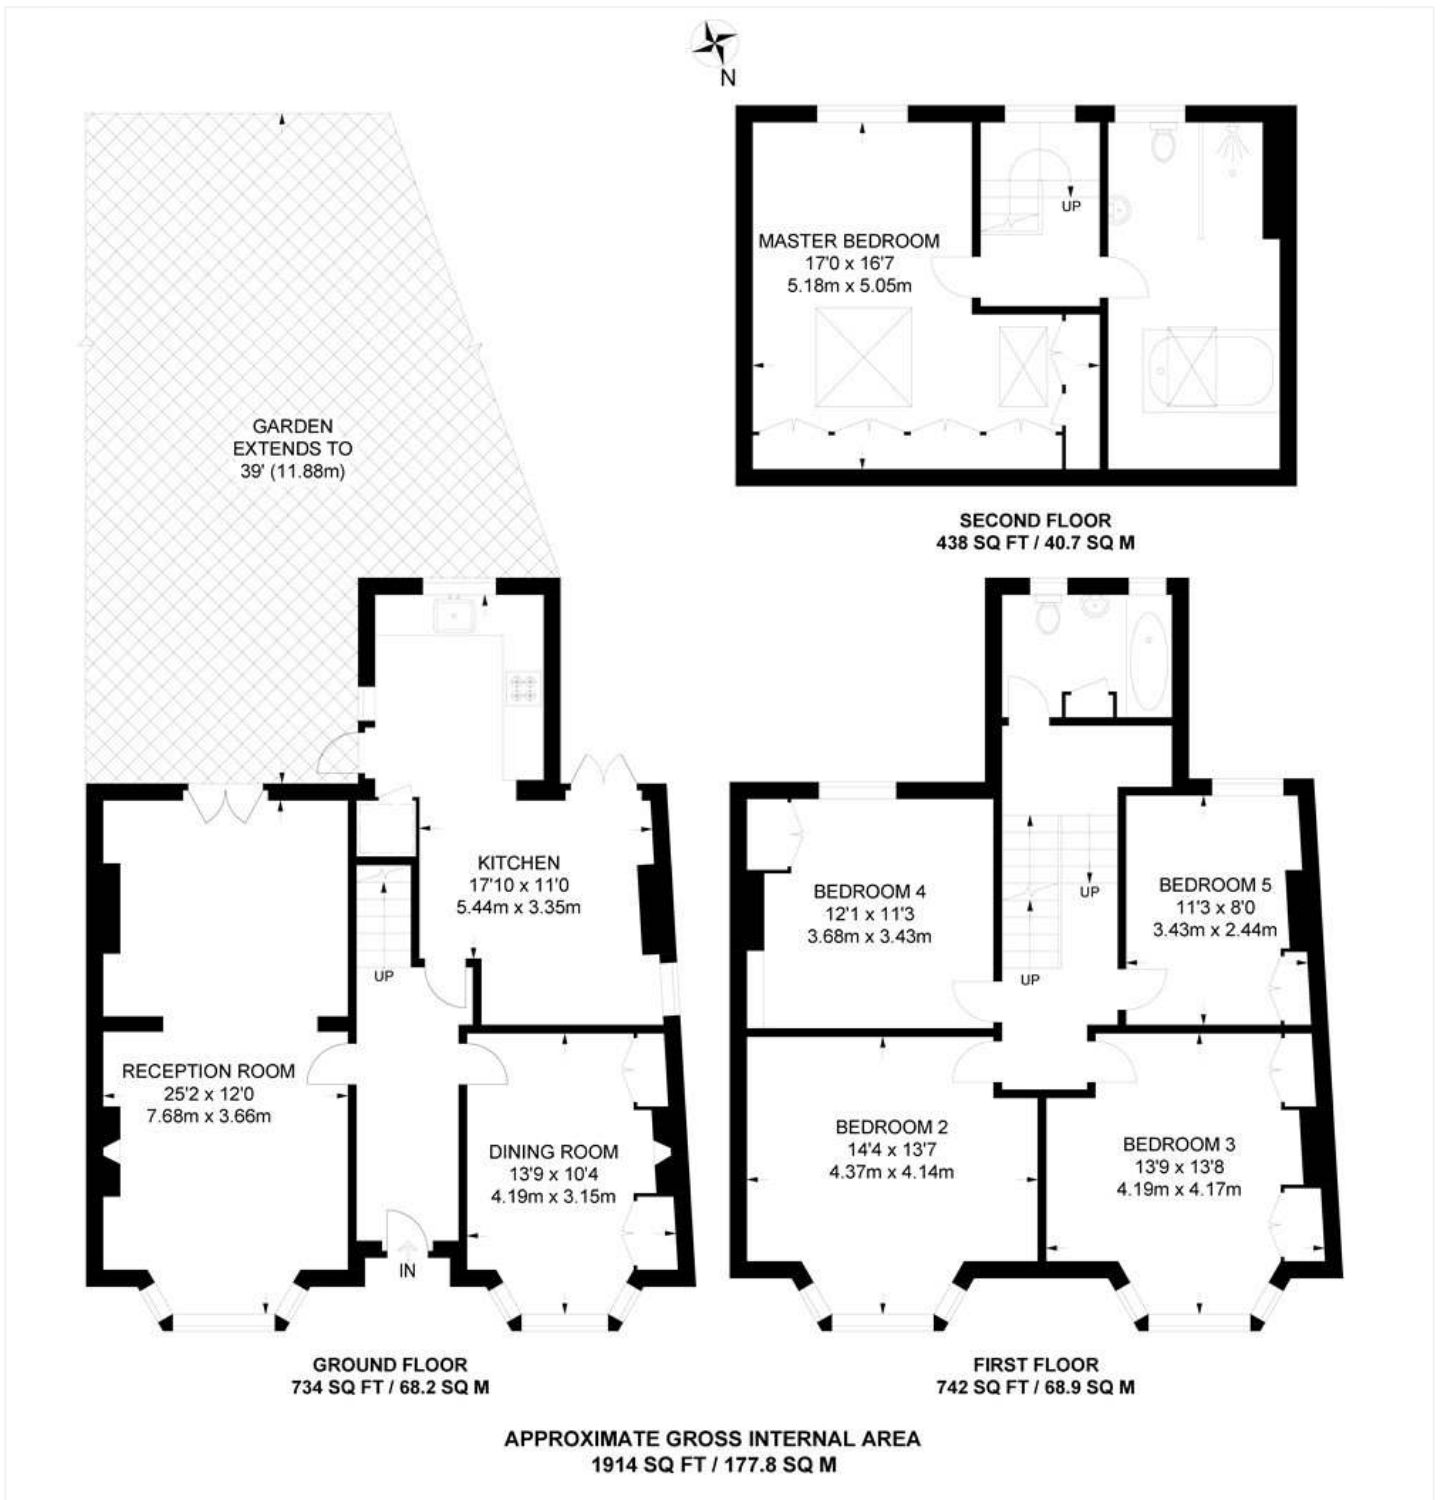 N
MASTER BEDROOM
17'0 x 16'7
5.18m x 5.05m
UP
SECOND FLOOR
438 SQ FT / 40.7 SQ M
GARDEN
EXTENDS TO
39' (11.88m)
KITCHEN
17'10 x 11'0
5.44m x 3.35m
UP
RECEPTION ROOM
25'2 x 12'0
7.68m x 3.66m
DINING ROOM
13'9 x 10'4
4.19m x 3.15m
IN
GROUND FLOOR
734 SQ FT / 68.2 SQ M
BEDROOM 4
12'1 x 11'3
3.68m x 3.43m
UP
UP
BEDROOM 5
11'3 x 8'0
3.43m x 2.44m
BEDROOM 2
14'4 x 13'7
4.37m x 4.14m
BEDROOM 3
13'9 x 13'8
4.19m x 4.17m
FIRST FLOOR
742 SQ FT / 68.9 SQ M
APPROXIMATE GROSS INTERNAL AREA
1914 SQ FT / 177.8 SQ M